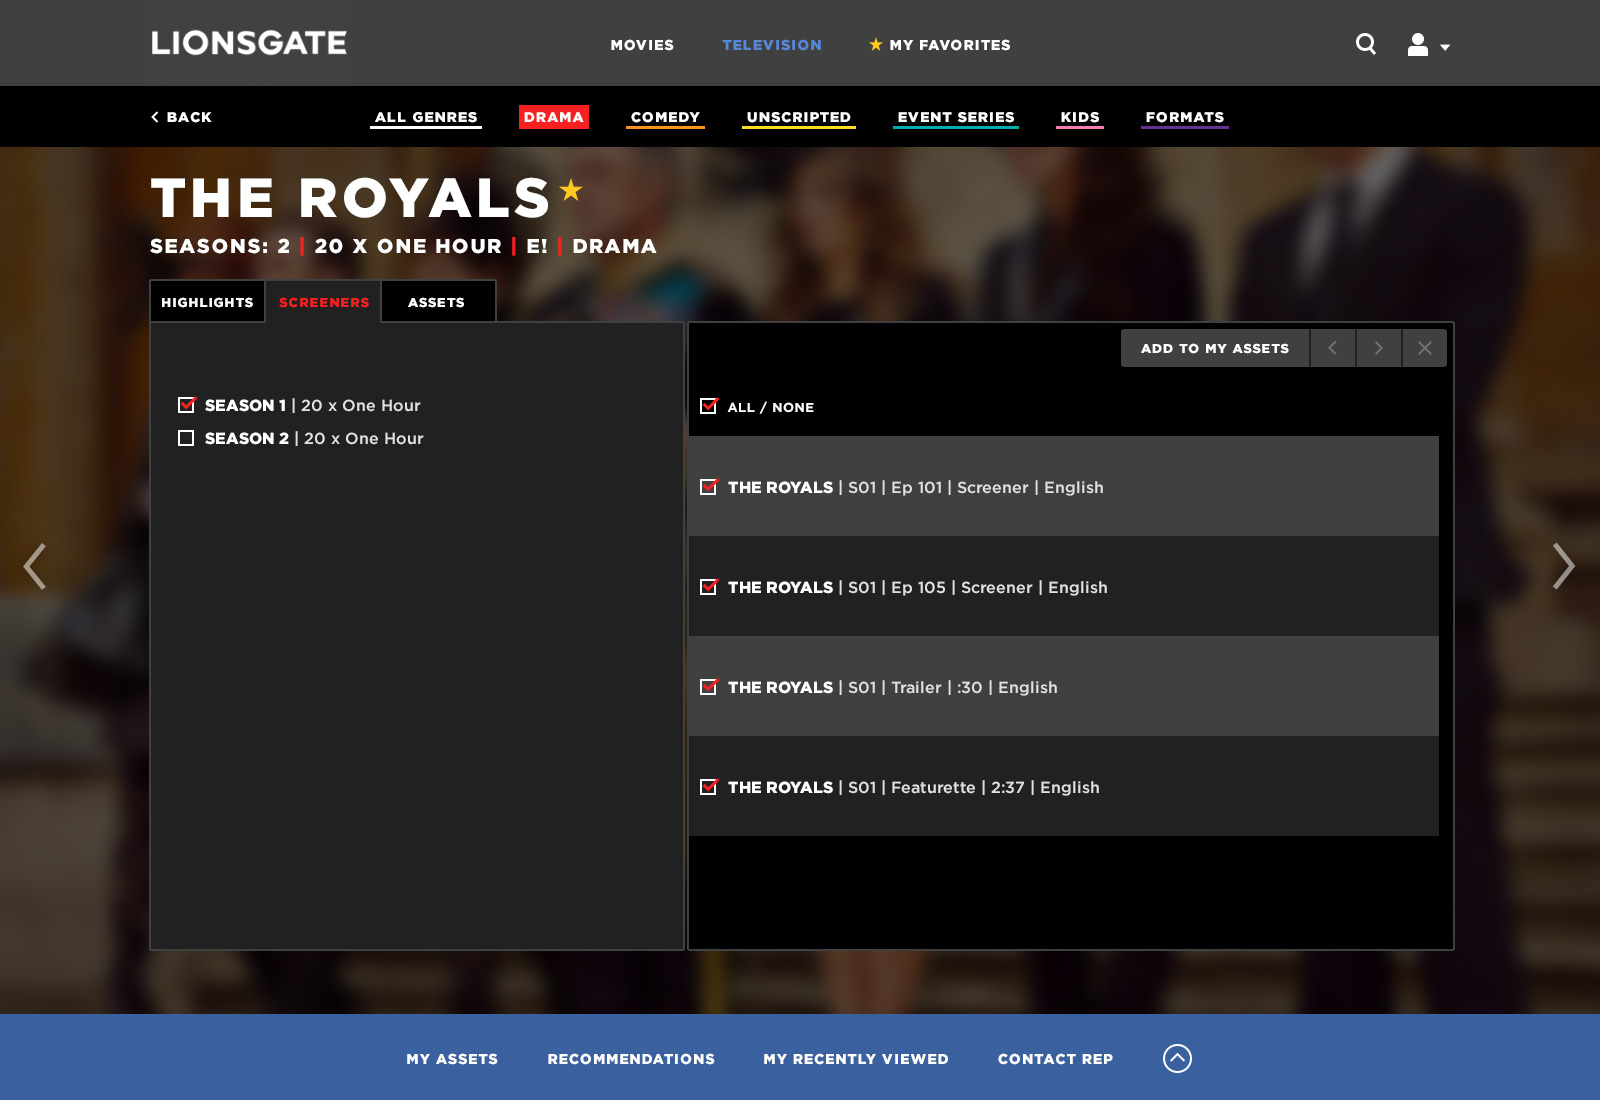 LIONSGATE
MOVIES TELEVISION MY FAVORITES
BACK ALL GENRES DRAMA COMEDY UNSCRIPTED EVENT SERIES KIDS FORMATS
THE ROYALS
SEASONS: 2 | 20 X ONE HOUR | E! | DRAMA
HIGHLIGHTS SCREENERS ASSETS
ADD TO MY ASSETS
SEASON 1 | 20 x One Hour
SEASON 2 | 20 x One Hour
ALL / NONE
THE ROYALS | S01 | Ep 101 | Screener | English
THE ROYALS | S01 | Ep 105 | Screener | English
THE ROYALS | S01 | Trailer | :30 | English
THE ROYALS | S01 | Featurette | 2:37 | English
MY ASSETS RECOMMENDATIONS MY RECENTLY VIEWED CONTACT REP